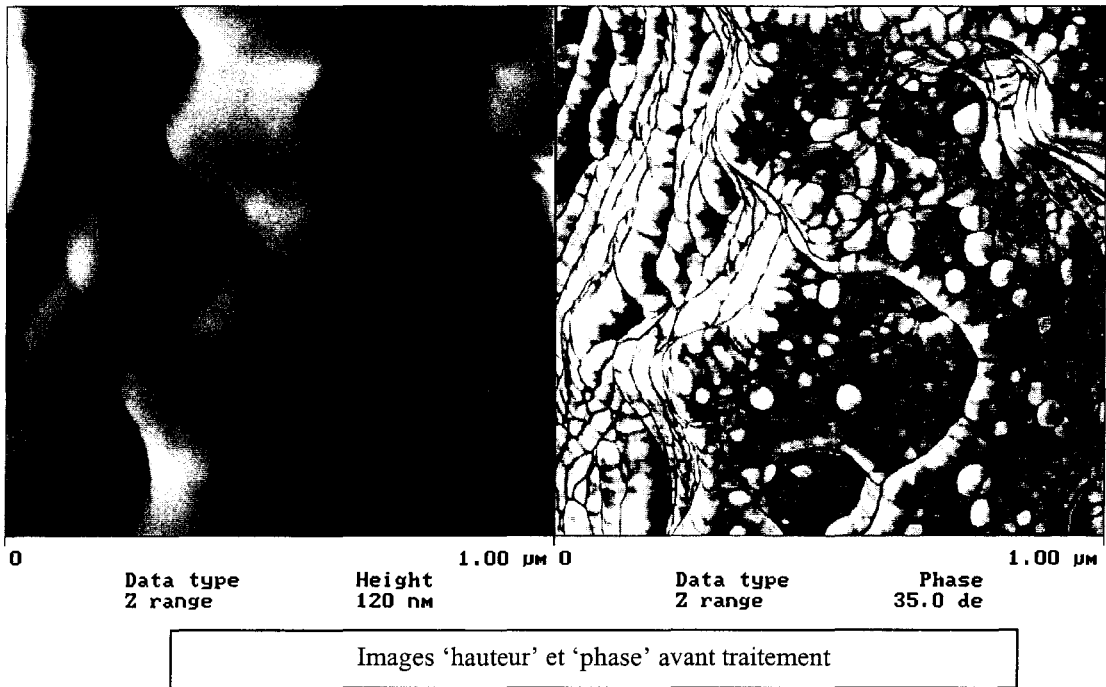 0 1.00 µm 0 1.00 µm
Data type Height Data type Phase
Z range 120 nm Z range 35.0 de
Images ‘hauteur’ et ‘phase’ avant traitement